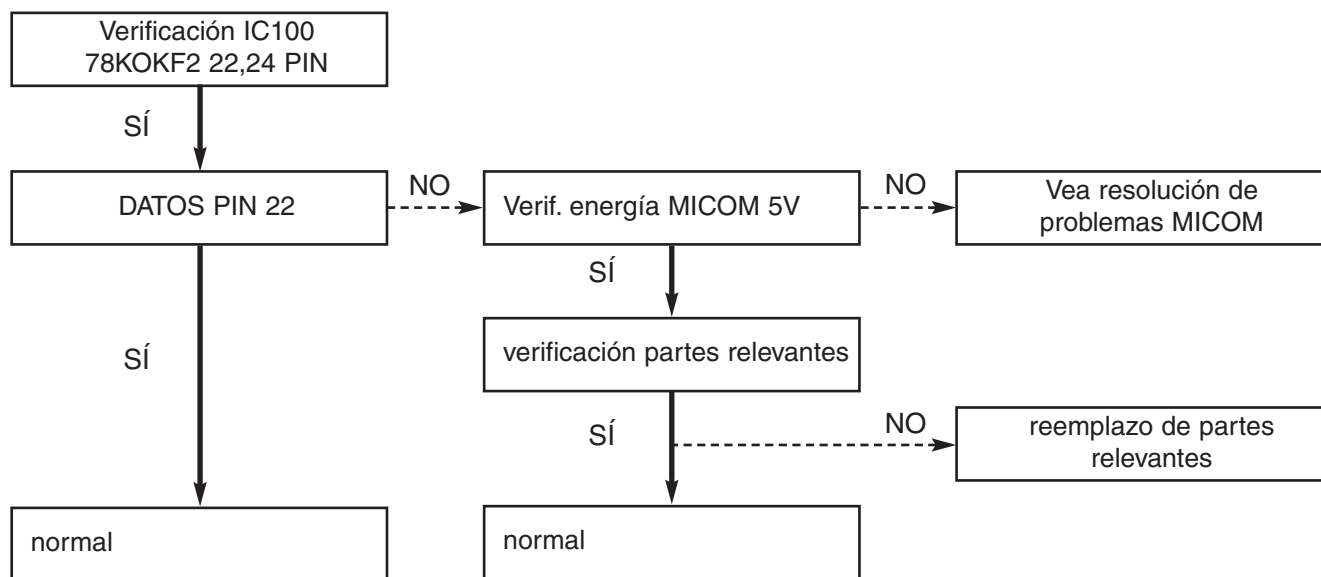 Verificación IC100
78KOKF2 22,24 PIN
SÍ
DATOS PIN 22
NO
Verif. energía MICOM 5V
NO
Vea resolución de
problemas MICOM
SÍ
SÍ
verificación partes relevantes
SÍ
NO
reemplazo de partes
relevantes
normal
normal